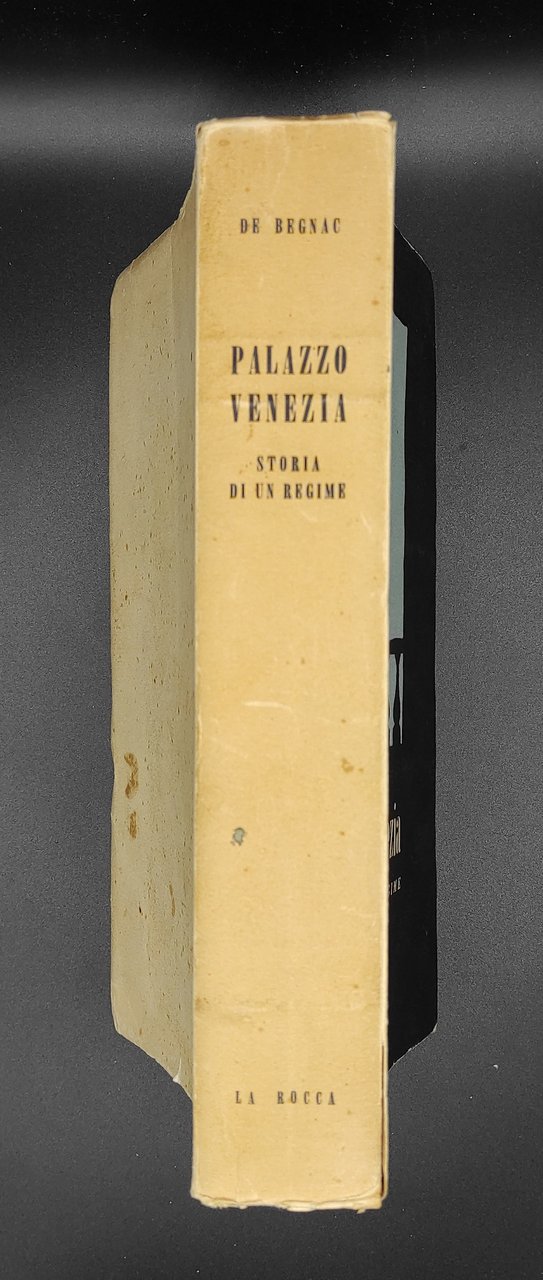 DE BEGNAC
PALAZZO
VENEZIA
STORIA
DI UN REGIME
LA ROCCA